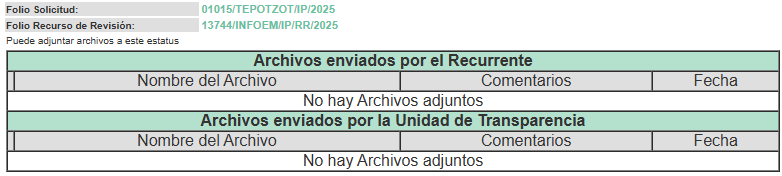 Folio Solicitud: 01015/TEPOTZOT/IP/2025
Folio Recurso de Revisión: 13744/INFOEM/IP/RR/2025
Puede adjuntar archivos a este estatus
Archivos enviados por el Recurrente
Nombre del Archivo Comentarios Fecha
No hay Archivos adjuntos
Archivos enviados por la Unidad de Transparencia
Nombre del Archivo Comentarios Fecha
No hay Archivos adjuntos